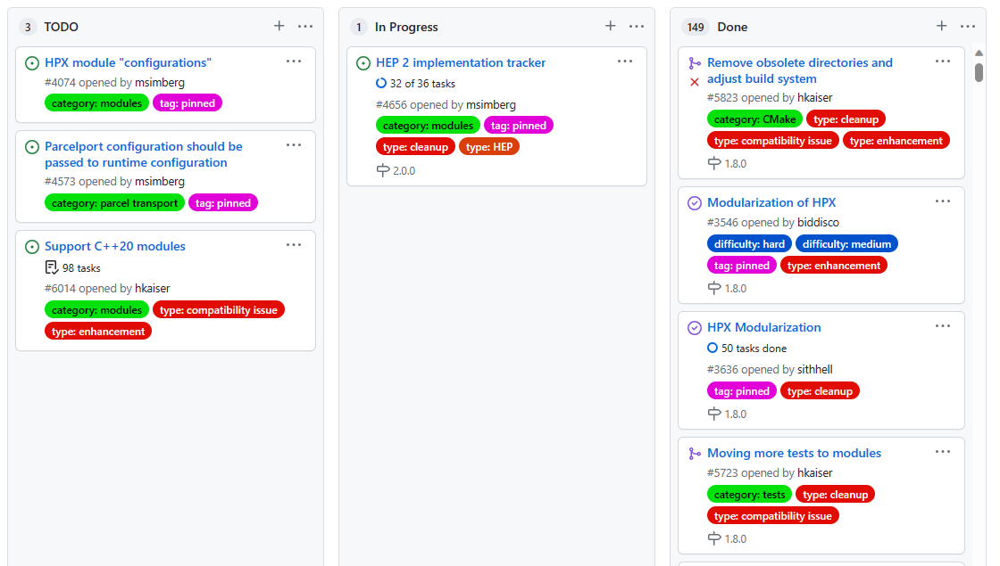 3 TODO
HPX module "configurations"
#4074 opened by msimberg
category: modules tag: pinned
Parcelport configuration should be
passed to runtime configuration
#4573 opened by msimberg
category: parcel transport tag: pinned
Support C++20 modules
98 tasks
#6014 opened by hkaiser
category: modules type: compatibility issue
type: enhancement
1 In Progress
HEP 2 implementation tracker
32 of 36 tasks
#4656 opened by msimberg
category: modules tag: pinned
type: cleanup type: HEP
2.0.0
149 Done
Remove obsolete directories and
adjust build system
#5823 opened by hkaiser
category: CMake type: cleanup
type: compatibility issue type: enhancement
1.8.0
Modularization of HPX
#3546 opened by biddisco
difficulty: hard difficulty: medium
tag: pinned type: enhancement
1.8.0
HPX Modularization
50 tasks done
#3636 opened by sithhell
tag: pinned type: cleanup
1.8.0
Moving more tests to modules
#5723 opened by hkaiser
category: tests type: cleanup
type: compatibility issue
1.8.0